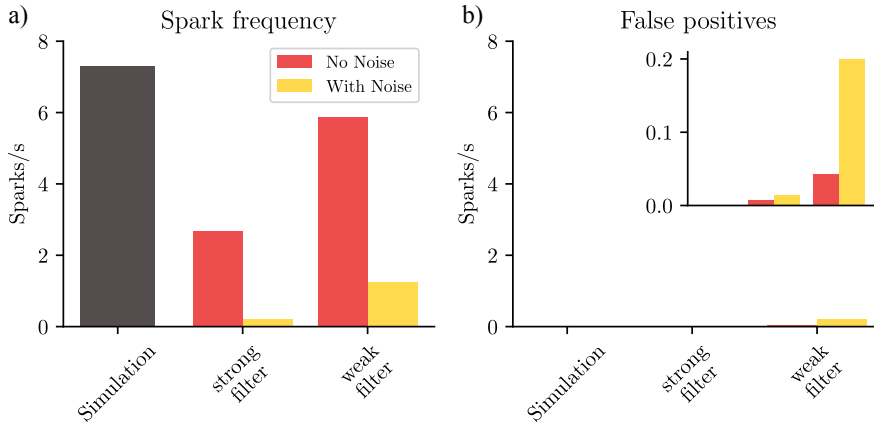 a)
Spark frequency
8
6
4
2
0
Sparks/s
No Noise
With Noise
Simulation
strong
filter
weak
filter
b)
False positives
8
6
4
2
0
Sparks/s
0.2
0.1
0.0
Simulation
strong
filter
weak
filter